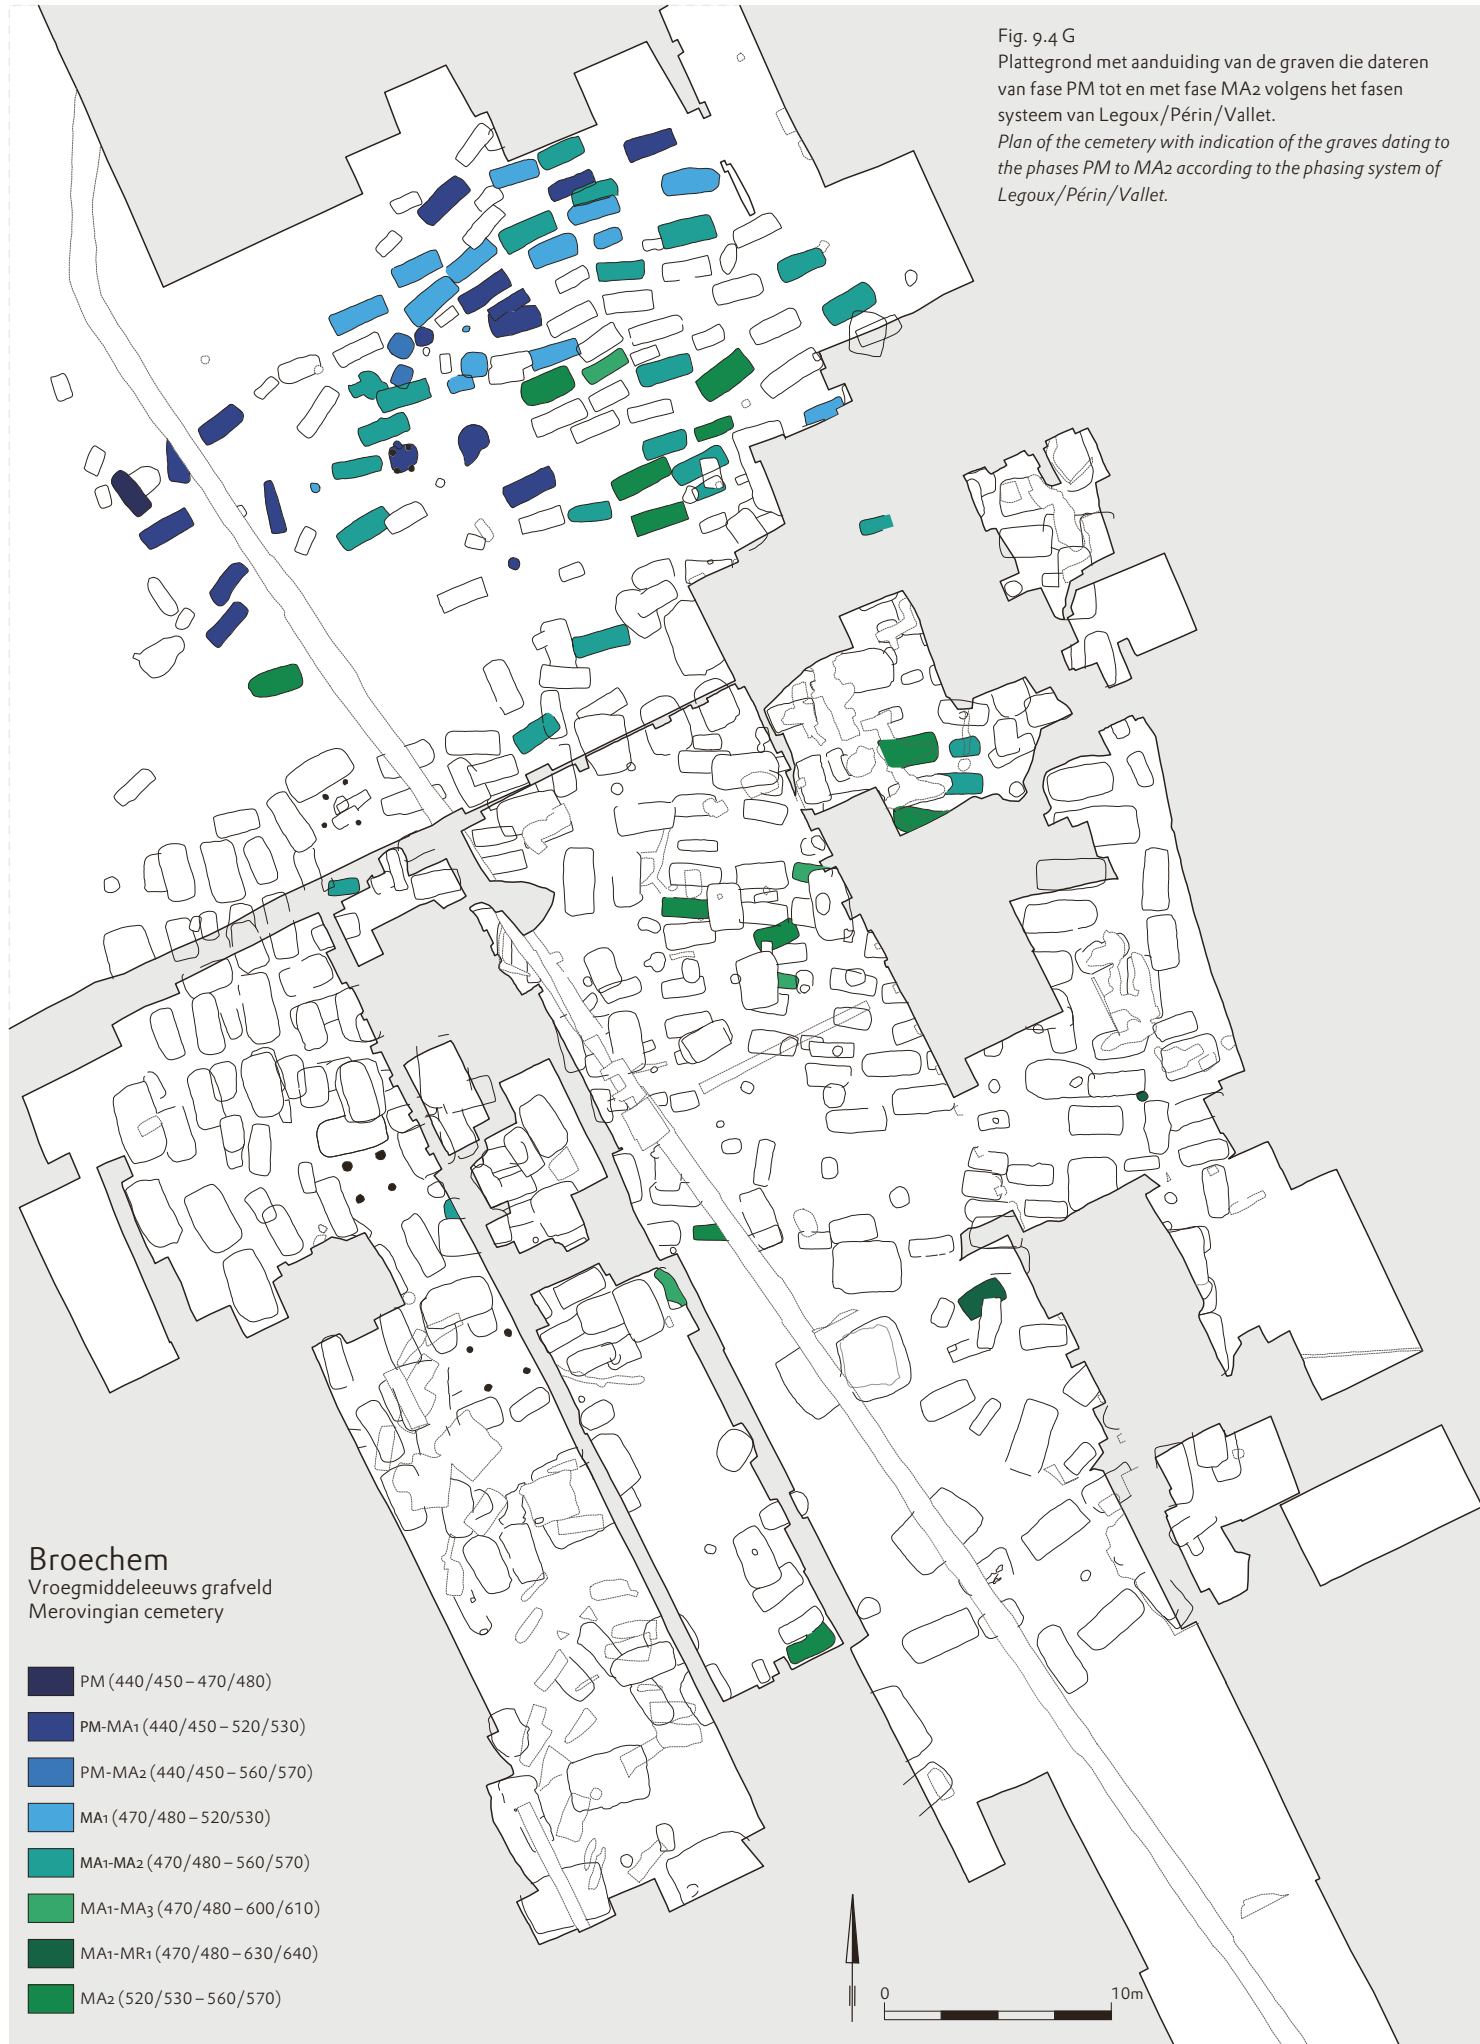 Fig. 9.4 G
Plattegrond met aanduiding van de graven die dateren
van fase PM tot en met fase MA2 volgens het fasen
systeem van Legoux/Périn/Vallet.
Plan of the cemetery with indication of the graves dating to
the phases PM to MA2 according to the phasing system of
Legoux/Périn/Vallet.
Broechem
Vroegmiddeleeuws grafveld
Merovingian cemetery
PM (440/450 – 470/480)
PM-MA1 (440/450 – 520/530)
PM-MA2 (440/450 – 560/570)
MA1 (470/480 – 520/530)
MA1-MA2 (470/480 – 560/570)
MA1-MA3 (470/480 – 600/610)
MA1-MR1 (470/480 – 630/640)
MA2 (520/530 – 560/570)
0 10m